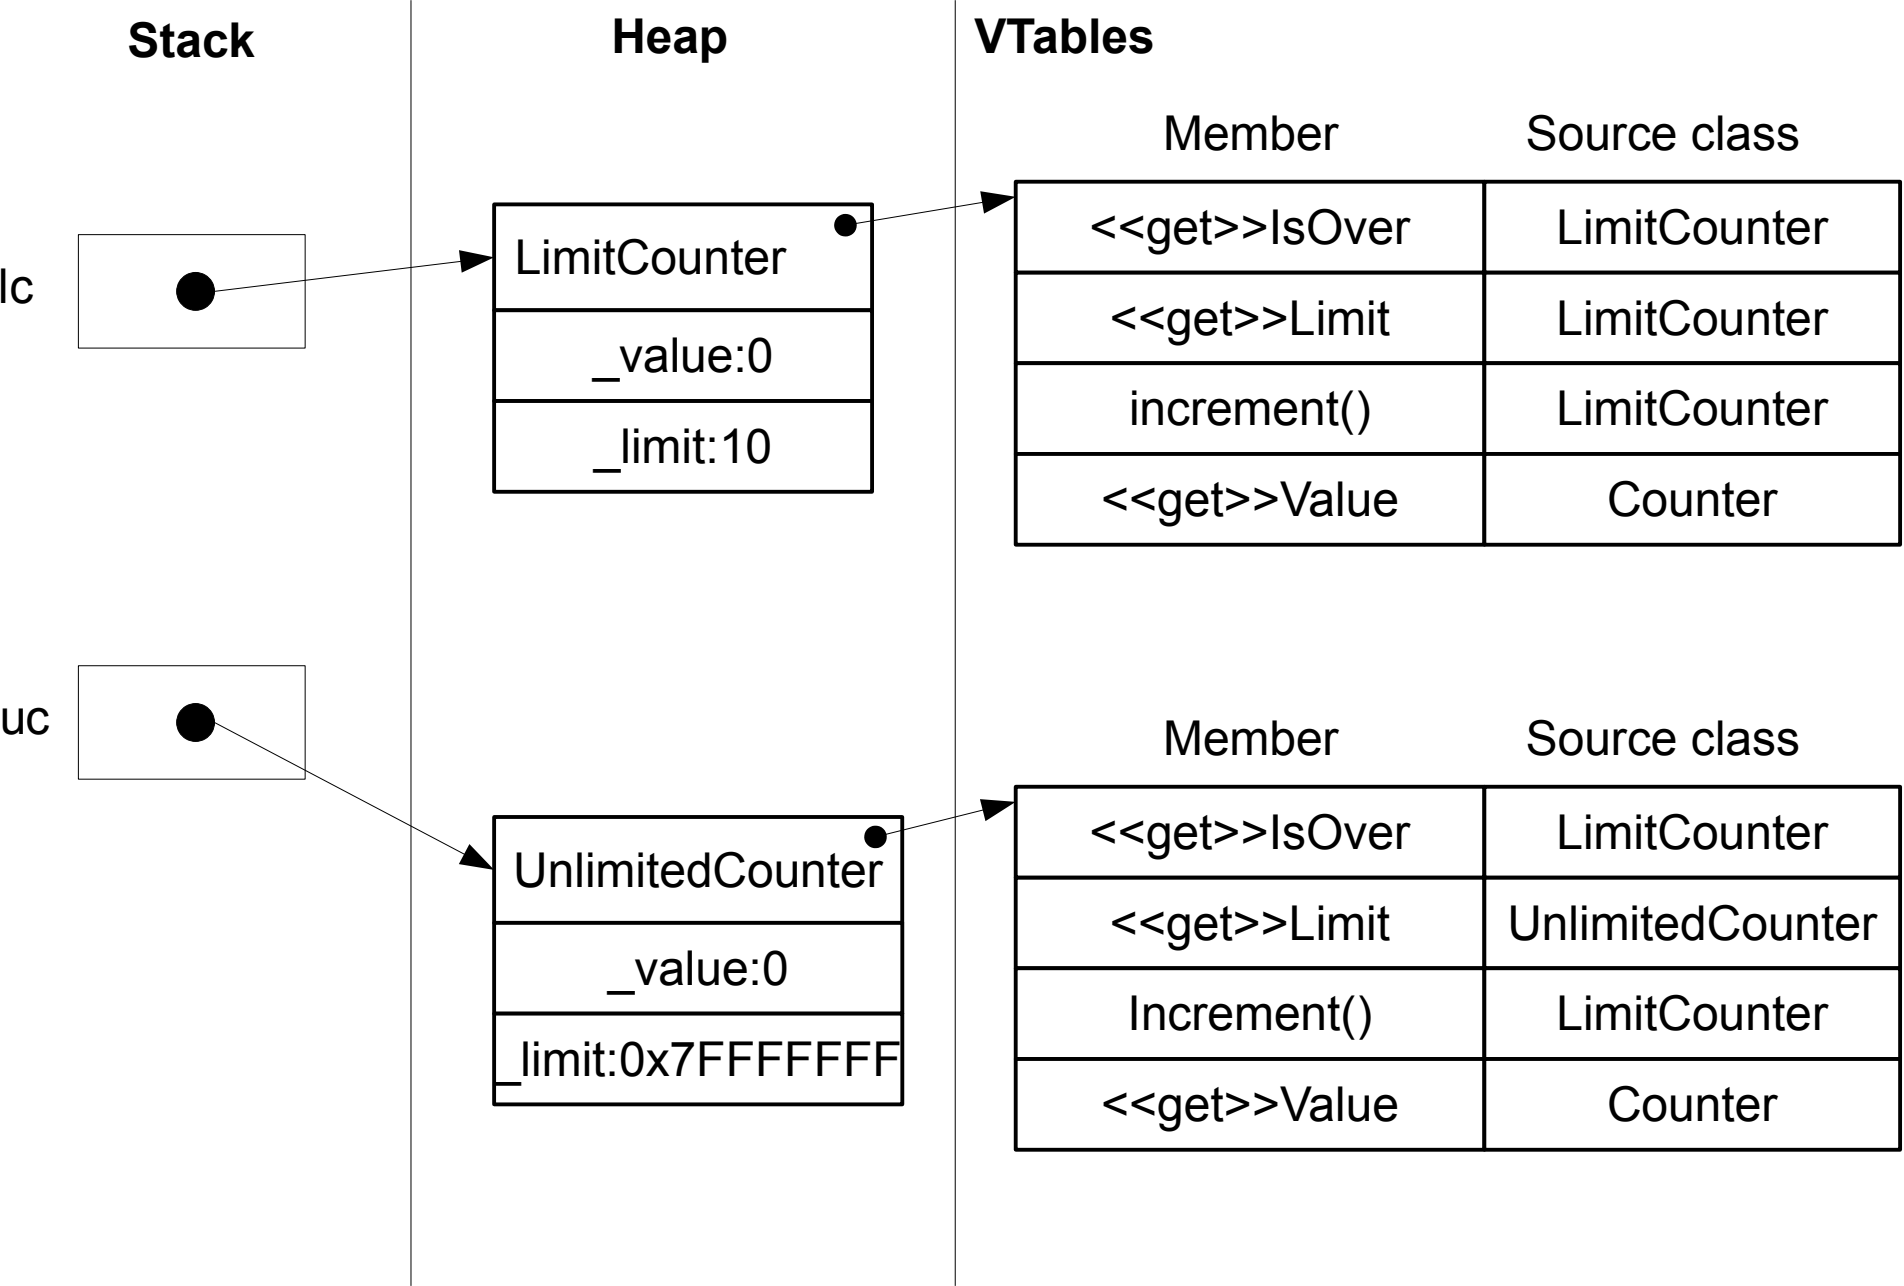 Stack Heap VTables
Member Source class
<<get>>IsOver LimitCounter
lc LimitCounter
<<get>>Limit LimitCounter
_value:0
increment() LimitCounter
_limit:10
<<get>>Value Counter
uc
Member Source class
<<get>>IsOver LimitCounter
UnlimitedCounter
<<get>>Limit UnlimitedCounter
_value:0
Increment() LimitCounter
_limit:0x7FFFFFFF
<<get>>Value Counter